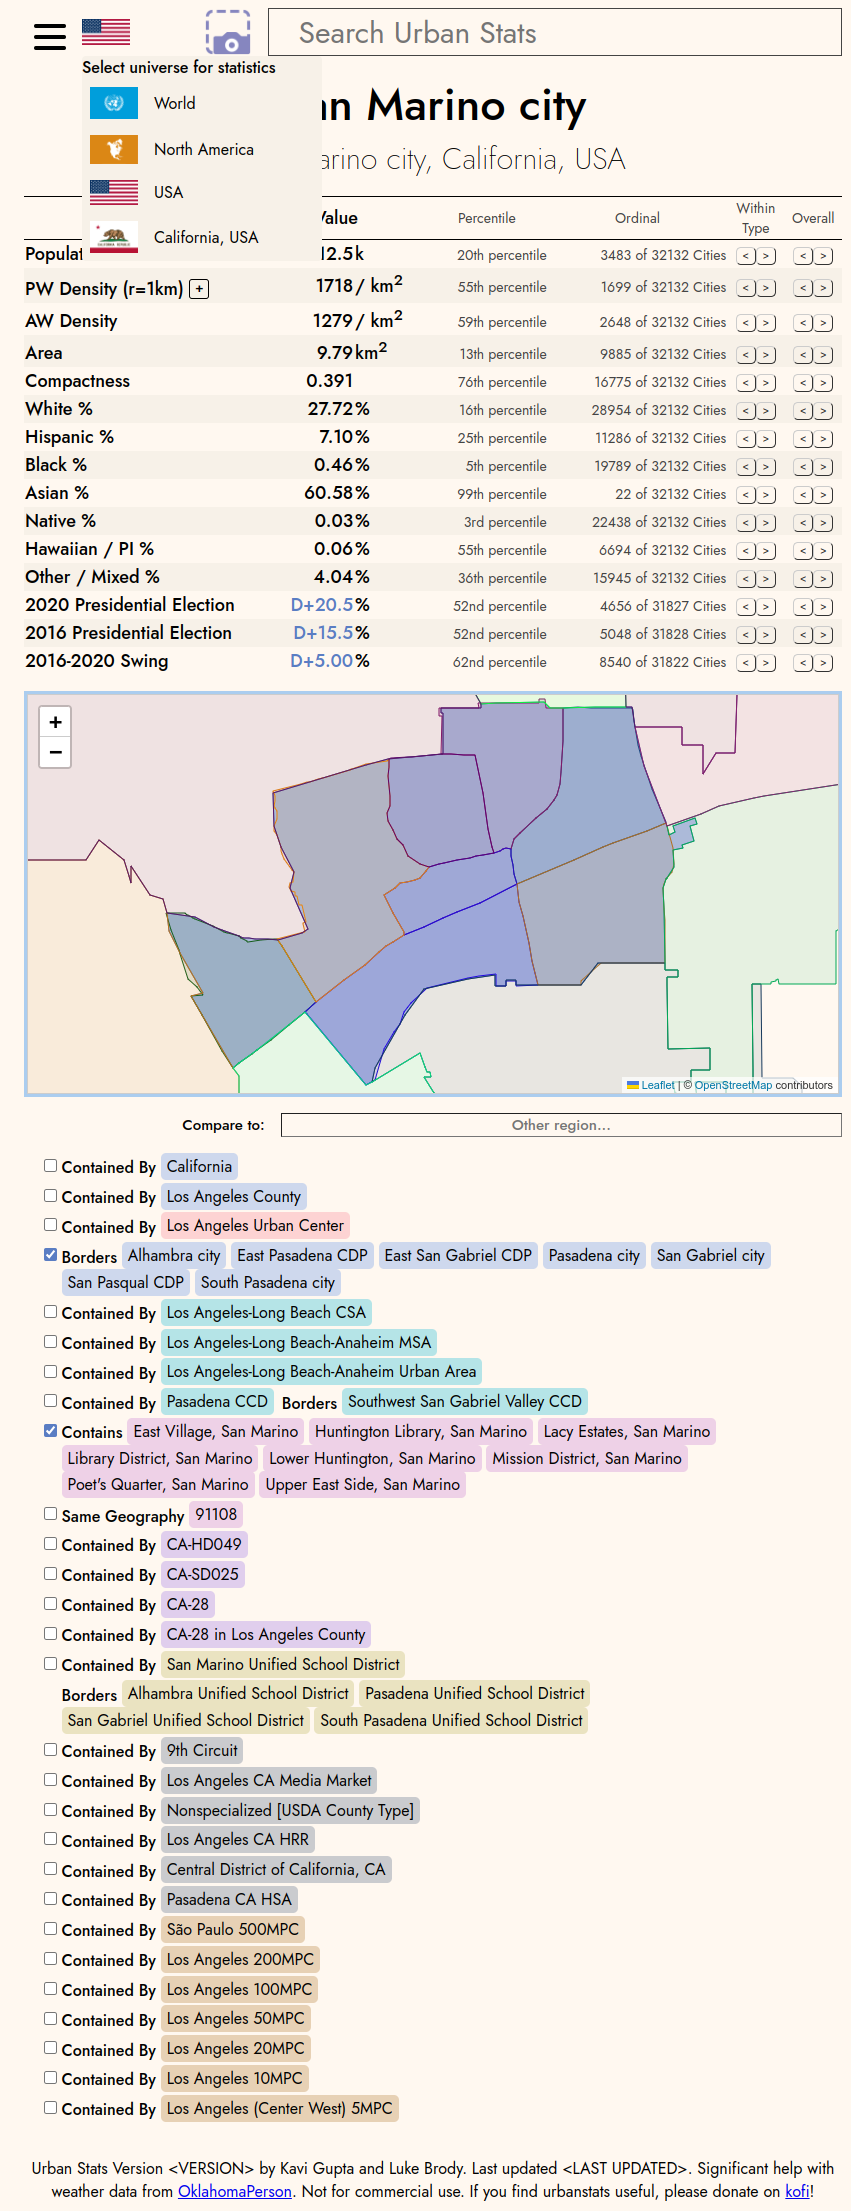 Search Urban Stats
Select universe for statistics
World
North America
USA
California, USA
an Marino city
arino city, California, USA
Value Percentile Ordinal Within Type Overall
Populat 12.5k 20th percentile 3483 of 32132 Cities < > < >
PW Density (r=1km) + 1718 / km² 55th percentile 1699 of 32132 Cities < > < >
AW Density 1279 / km² 59th percentile 2648 of 32132 Cities < > < >
Area 9.79 km² 13th percentile 9885 of 32132 Cities < > < >
Compactness 0.391 76th percentile 16775 of 32132 Cities < > < >
White % 27.72% 16th percentile 28954 of 32132 Cities < > < >
Hispanic % 7.10% 25th percentile 11286 of 32132 Cities < > < >
Black % 0.46% 5th percentile 19789 of 32132 Cities < > < >
Asian % 60.58% 99th percentile 22 of 32132 Cities < > < >
Native % 0.03% 3rd percentile 22438 of 32132 Cities < > < >
Hawaiian / PI % 0.06% 55th percentile 6694 of 32132 Cities < > < >
Other / Mixed % 4.04% 36th percentile 15945 of 32132 Cities < > < >
2020 Presidential Election D+20.5% 52nd percentile 4656 of 31827 Cities < > < >
2016 Presidential Election D+15.5% 52nd percentile 5048 of 31828 Cities < > < >
2016-2020 Swing D+5.00% 62nd percentile 8540 of 31822 Cities < > < >
+
−
Leaflet | © OpenStreetMap contributors
Compare to: Other region...
Contained By California
Contained By Los Angeles County
Contained By Los Angeles Urban Center
Borders Alhambra city East Pasadena CDP East San Gabriel CDP Pasadena city San Gabriel city
San Pasqual CDP South Pasadena city
Contained By Los Angeles-Long Beach CSA
Contained By Los Angeles-Long Beach-Anaheim MSA
Contained By Los Angeles-Long Beach-Anaheim Urban Area
Contained By Pasadena CCD Borders Southwest San Gabriel Valley CCD
Contains East Village, San Marino Huntington Library, San Marino Lacy Estates, San Marino
Library District, San Marino Lower Huntington, San Marino Mission District, San Marino
Poet's Quarter, San Marino Upper East Side, San Marino
Same Geography 91108
Contained By CA-HD049
Contained By CA-SD025
Contained By CA-28
Contained By CA-28 in Los Angeles County
Contained By San Marino Unified School District
Borders Alhambra Unified School District Pasadena Unified School District
San Gabriel Unified School District South Pasadena Unified School District
Contained By 9th Circuit
Contained By Los Angeles CA Media Market
Contained By Nonspecialized [USDA County Type]
Contained By Los Angeles CA HRR
Contained By Central District of California, CA
Contained By Pasadena CA HSA
Contained By São Paulo 500MPC
Contained By Los Angeles 200MPC
Contained By Los Angeles 100MPC
Contained By Los Angeles 50MPC
Contained By Los Angeles 20MPC
Contained By Los Angeles 10MPC
Contained By Los Angeles (Center West) 5MPC
Urban Stats Version <VERSION> by Kavi Gupta and Luke Brody. Last updated <LAST UPDATED>. Significant help with
weather data from OklahomaPerson. Not for commercial use. If you find urbanstats useful, please donate on kofi!